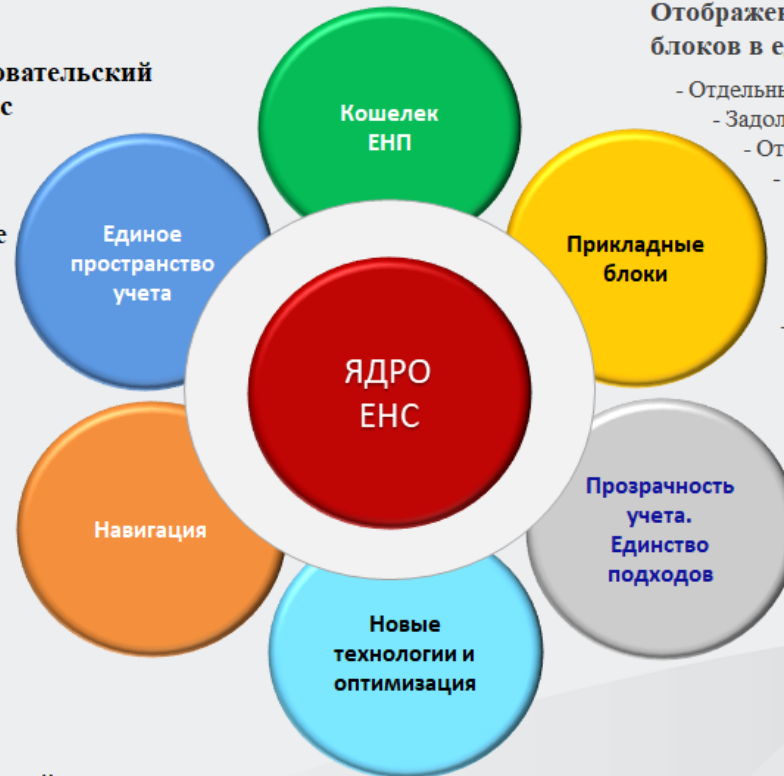 Отображен
блоков в е
- Отдельны
- Задол
- От
-
-
овательский
с
е
Кошелек
ЕНП
Единое
пространство
учета
Прикладные
блоки
ЯДРО
ЕНС
Навигация
Прозрачность
учета.
Единство
подходов
Новые
технологии и
оптимизация